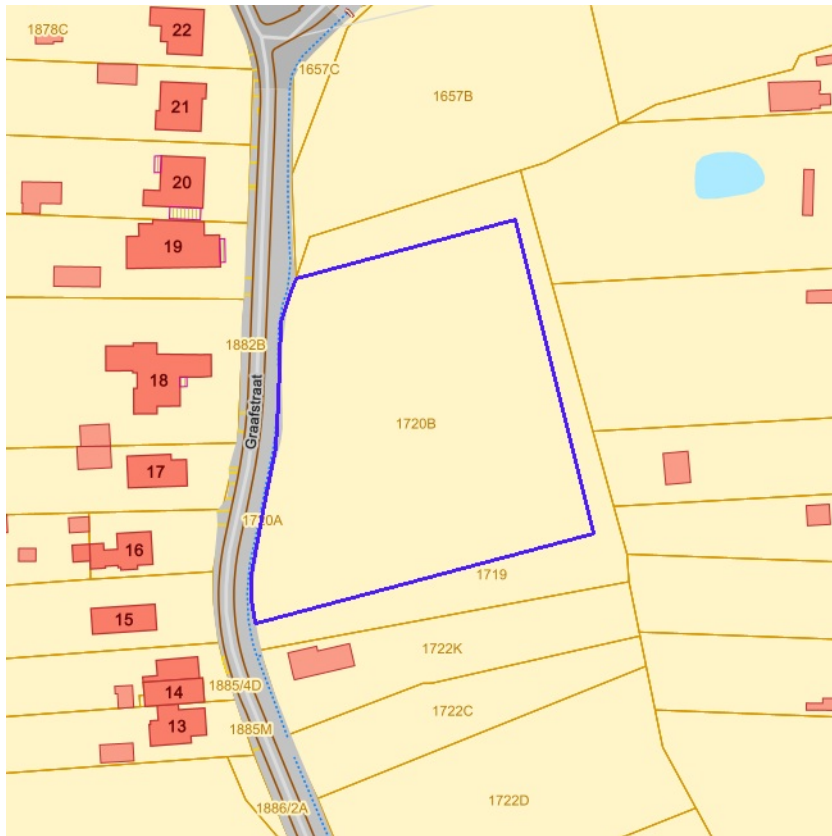 22
1878C
1657C
21
1657B
20
19
1882B
18
Graafstraat
1720B
17
1720A
16
1719
15
1722K
1885/4D
14
1722C
13
1885M
1722D
1886/2A